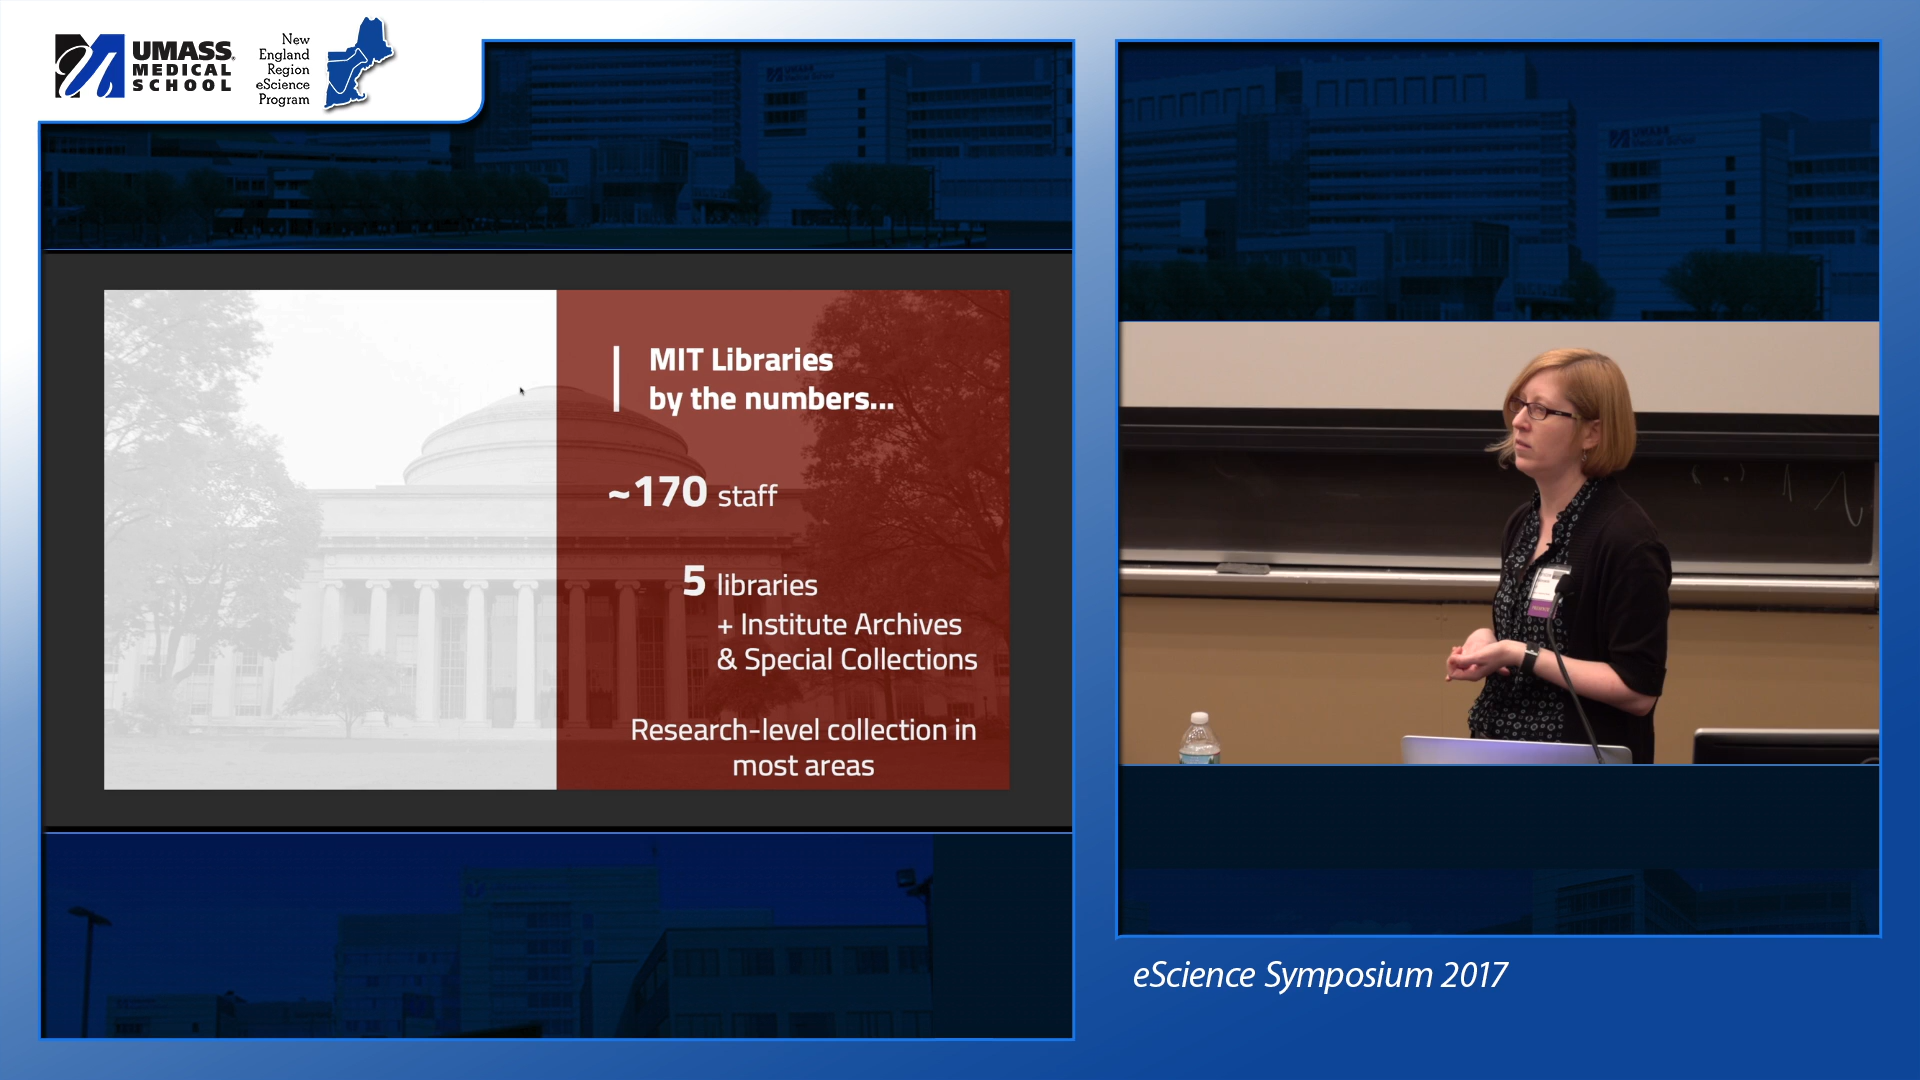 UMASS
MEDICAL
SCHOOL
New
England
Region
eScience
Program
MIT Libraries
by the numbers...
~170 staff
5 libraries
+ Institute Archives
& Special Collections
Research-level collection in
most areas
eScience Symposium 2017